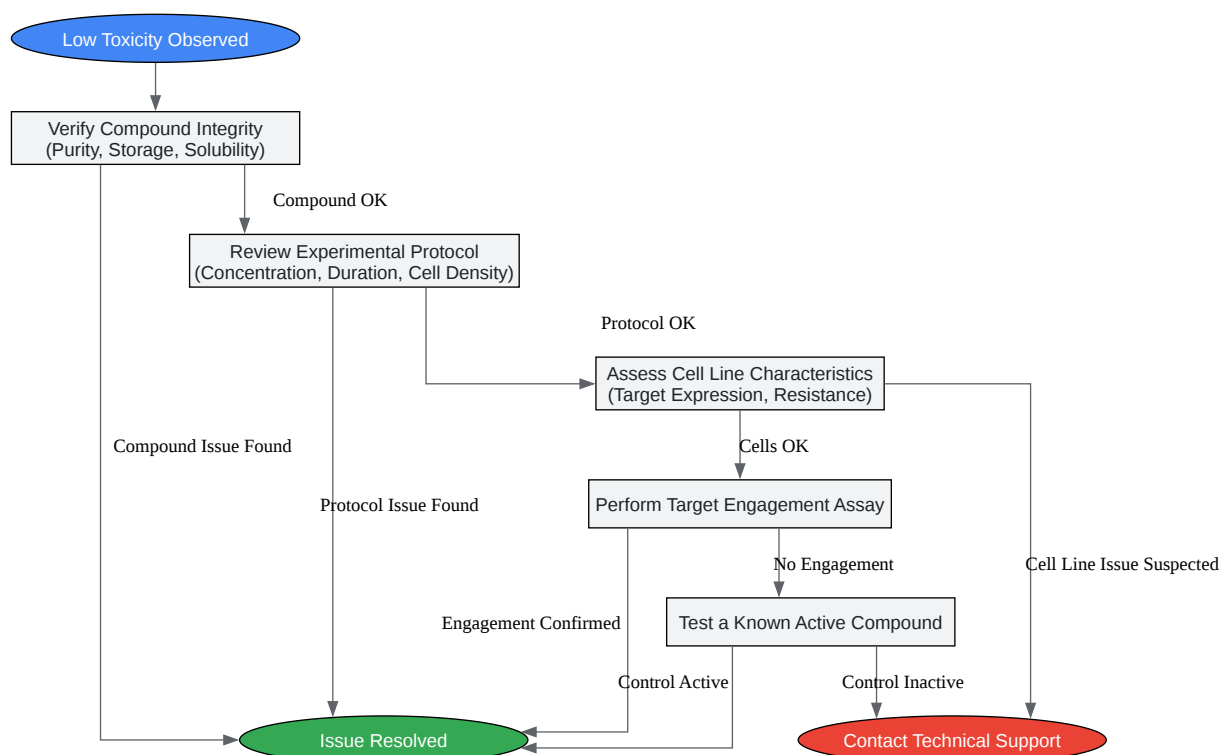 Low Toxicity Observed
Verify Compound Integrity
(Purity, Storage, Solubility)
Compound OK
Review Experimental Protocol
(Concentration, Duration, Cell Density)
Protocol OK
Assess Cell Line Characteristics
(Target Expression, Resistance)
Compound Issue Found
Cells OK
Protocol Issue Found
Perform Target Engagement Assay
No Engagement
Cell Line Issue Suspected
Engagement Confirmed
Test a Known Active Compound
Control Active
Control Inactive
Issue Resolved
Contact Technical Support